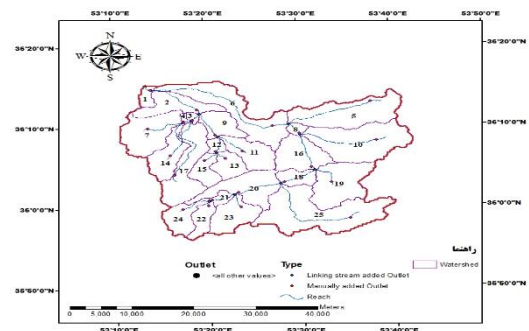 53°10'0"E 53°20'0"E 53°30'0"E 53°40'0"E 53°50'0"E
36°20'0"N 36°20'0"N
N
W E
S
1 2 6 5
4 3 9 8
36°10'0"N 36°10'0"N
7 12 11 16 10
14 15 13
17 18 19
20
36°0'0"N 36°0'0"N
24 22 21 23 25
راهنما
Outlet Type Watershed
<all other values> Linking stream added Outlet
Manually added Outlet
Reach
35°50'0"N
0 5,000 10,000 20,000 30,000 40,000
Meters
53°10'0"E 53°20'0"E 53°30'0"E 53°40'0"E